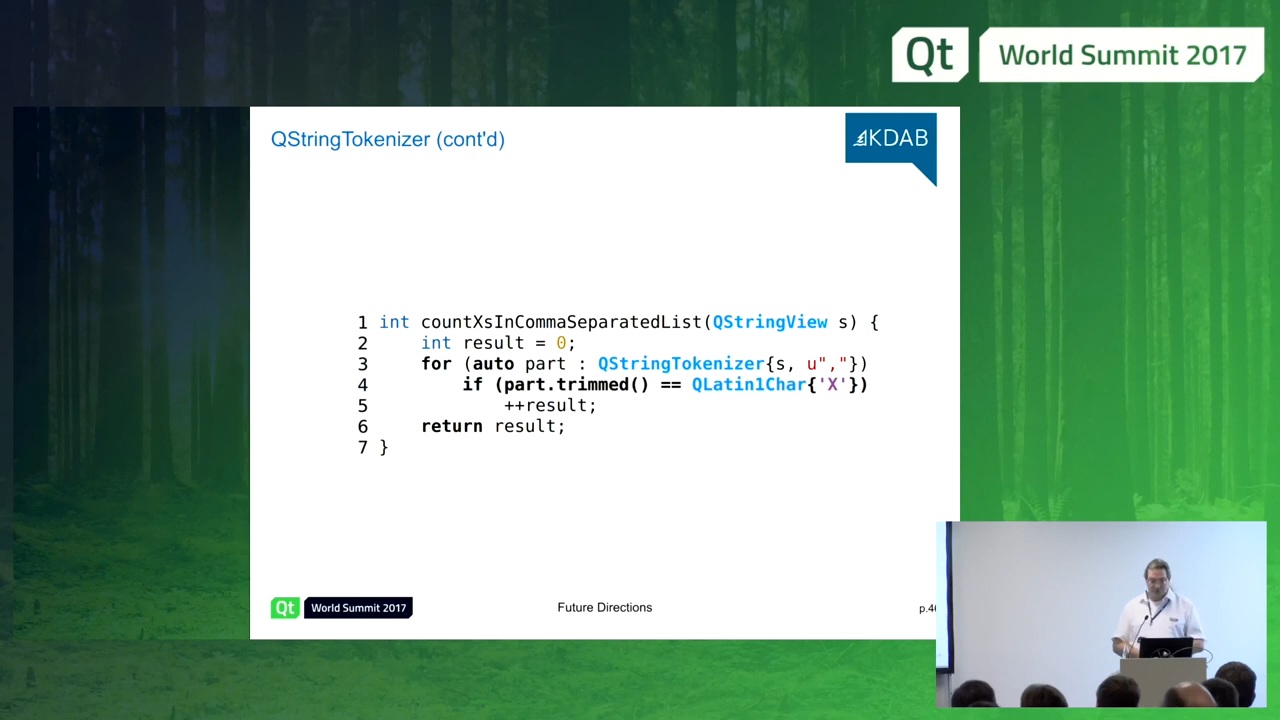 Qt World Summit 2017
QStringTokenizer (cont'd)
KDAB
1 int countXsInCommaSeparatedList(QStringView s) {
2     int result = 0;
3     for (auto part : QStringTokenizer{s, u","})
4         if (part.trimmed() == QLatin1Char{'X'})
5             ++result;
6     return result;
7 }
Qt World Summit 2017
Future Directions